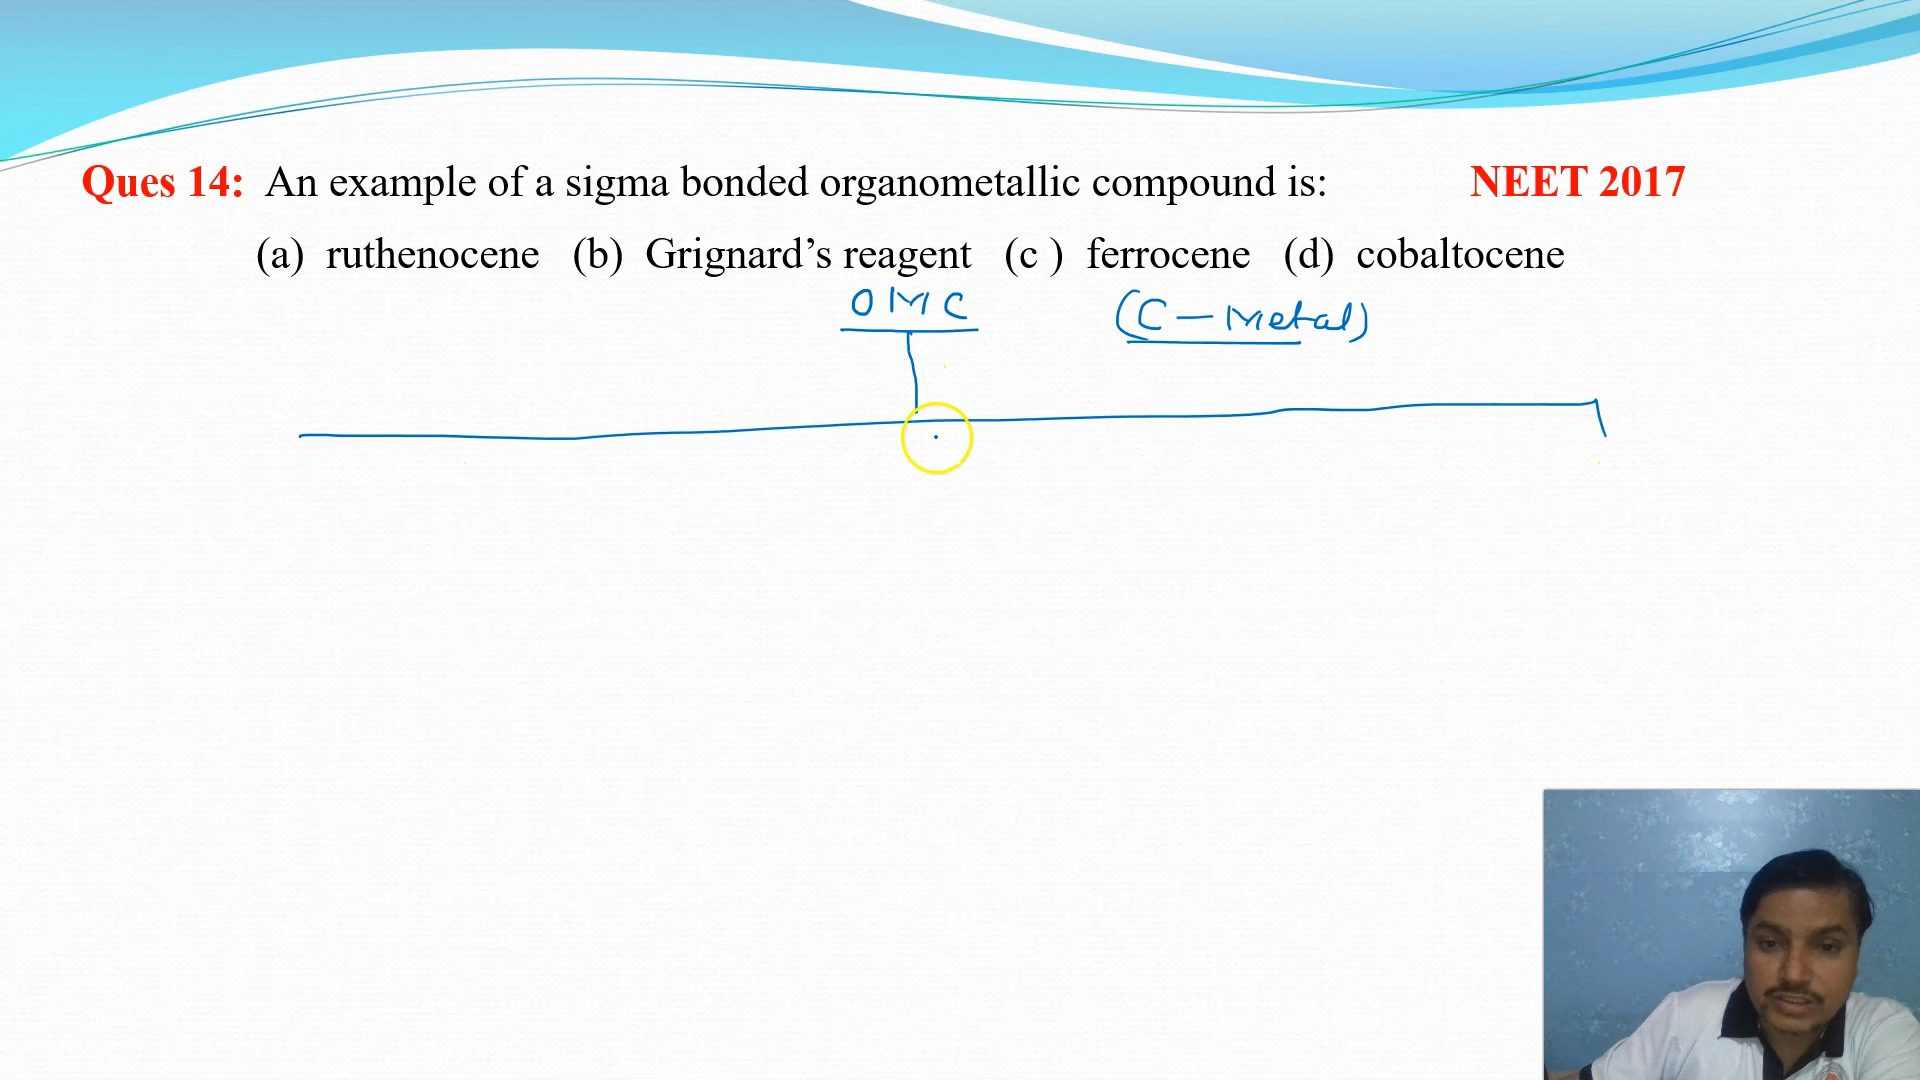 Ques 14: An example of a sigma bonded organometallic compound is: NEET 2017
(a) ruthenocene (b) Grignard’s reagent (c ) ferrocene (d) cobaltocene
OMC (C — Metal)